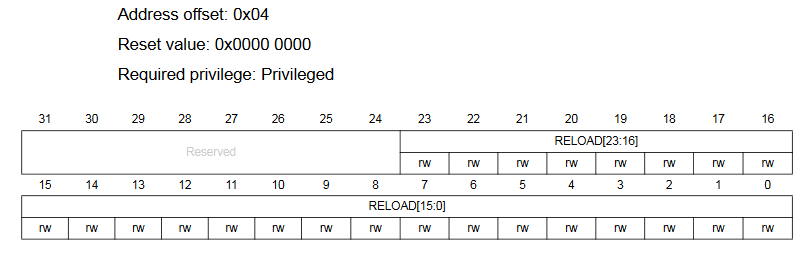 Address offset: 0x04
Reset value: 0x0000 0000
Required privilege: Privileged
31 30 29 28 27 26 25 24 23 22 21 20 19 18 17 16
Reserved RELOAD[23:16]
rw rw rw rw rw rw rw rw
15 14 13 12 11 10 9 8 7 6 5 4 3 2 1 0
RELOAD[15:0]
rw rw rw rw rw rw rw rw rw rw rw rw rw rw rw rw